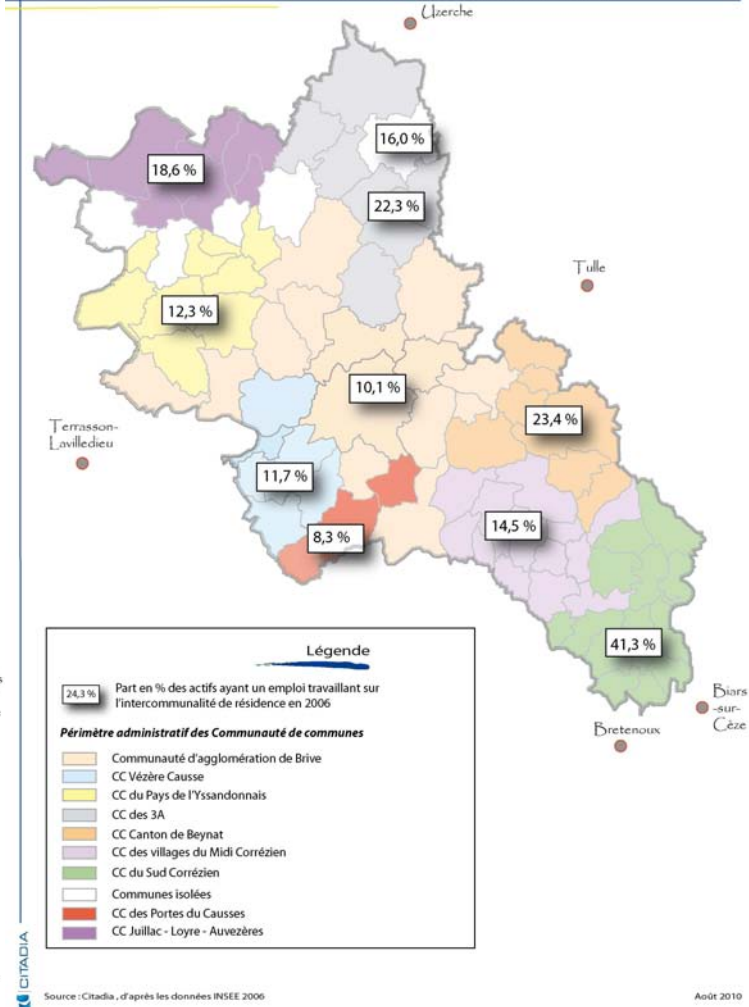 Uzerche
16,0 %
18,6 %
22,3 %
Tulle
12,3 %
10,1 %
23,4 %
Terrasson-
Lavilledieu
11,7 %
14,5 %
8,3 %
41,3 %
Biars
-sur-
Cèze
Bretenoux
Légende
24,3 %
Part en % des actifs ayant un emploi travaillant sur
l'intercommunalité de résidence en 2006
Périmètre administratif des Communauté de communes
Communauté d'agglomération de Brive
CC Vézère Causse
CC du Pays de l'Yssandonnais
CC des 3A
CC Canton de Beynat
CC des villages du Midi Corrézien
CC du Sud Corrézien
Communes isolées
CC des Portes du Causses
CC Juillac - Loyre - Auvezères
CITADIA
Source : Citadia , d'après les données INSEE 2006
Août 2010